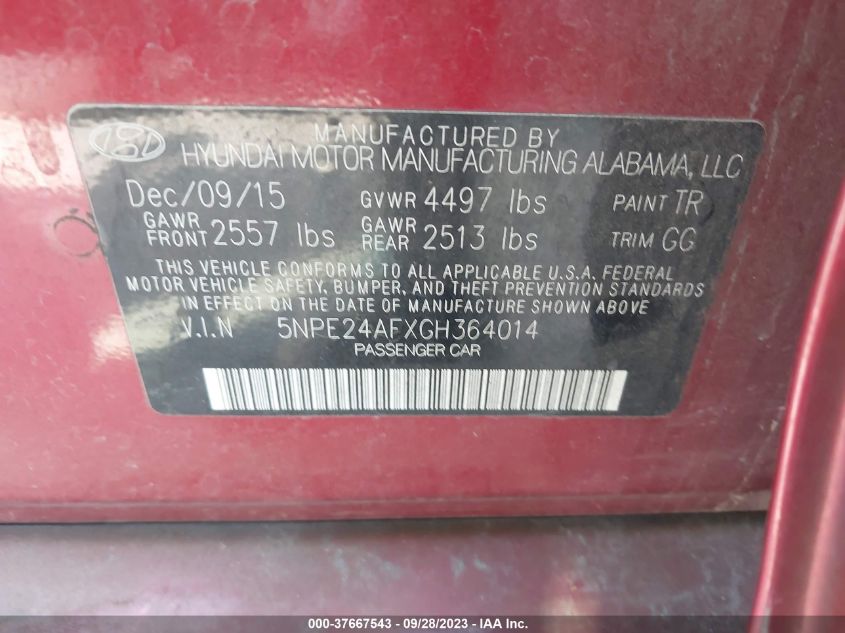 MANUFACTURED BY
HYUNDAI MOTOR MANUFACTURING ALABAMA, LLC
Dec/09/15 GVWR 4497 lbs PAINT TR
GAWR FRONT 2557 lbs GAWR REAR 2513 lbs TRIM GG
THIS VEHICLE CONFORMS TO ALL APPLICABLE U.S.A. FEDERAL
MOTOR VEHICLE SAFETY, BUMPER, AND THEFT PREVENTION STANDARDS
IN EFFECT ON THE DATE OF MANUFACTURE SHOWN ABOVE
V.I.N 5NPE24AFXGH364014
PASSENGER CAR
000-37667543 - 09/28/2023 - IAA Inc.